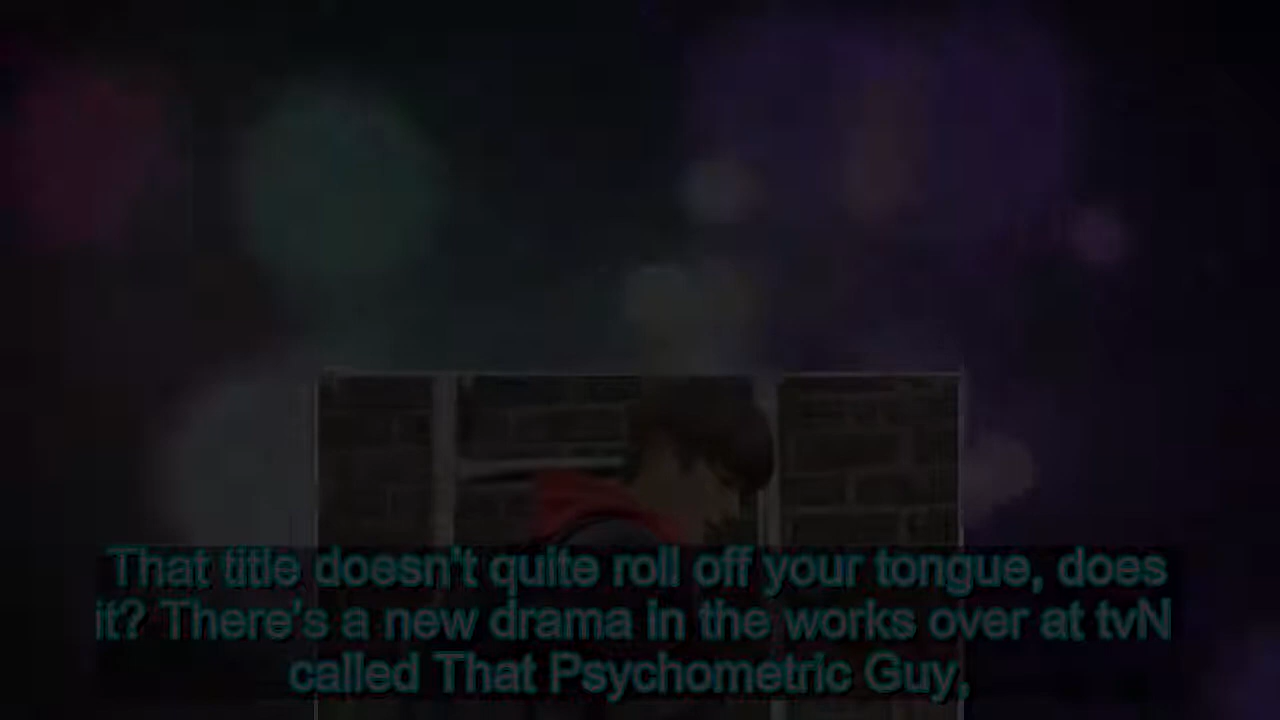 That title doesn't quite roll off your tongue, does
it? There's a new drama in the works over at tvN
called That Psychometric Guy,